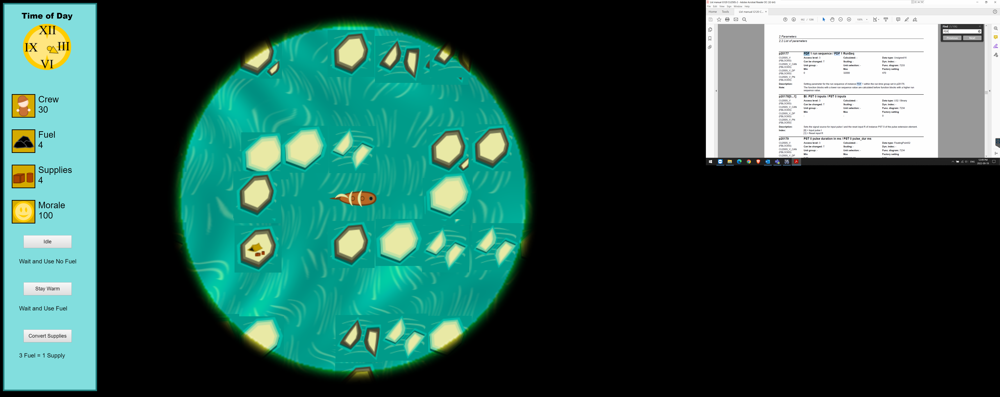 Time of Day
XII
IX III
VI
Crew
30
Fuel
4
Supplies
4
Morale
100
Idle
Wait and Use No Fuel
Stay Warm
Wait and Use Fuel
Convert Supplies
3 Fuel = 1 Supply
List manual G120 CU250S-2 - Adobe Acrobat Reader DC (32-bit)
File Edit View Sign Window Help
Home Tools List manual G120 C... ×
662 / 1286 100%
Find (1/106)
PDF
Previous Next
2 Parameters
2.2 List of parameters
p20177 PDF 1 run sequence / PDF 1 RunSeq
CU250S_V (FBLOCKS) Access level: 3 Calculated: - Data type: Unsigned16
CU250S_V_CAN (FBLOCKS) Can be changed: T Scaling: - Dyn. index: -
CU250S_V_DP (FBLOCKS) Unit group: - Unit selection: - Func. diagram: 7233
CU250S_V_PN (FBLOCKS) Min Max Factory setting
0 32000 470
Description: Setting parameter for the run sequence of instance PDF 1 within the run-time group set in p20176.
Note: The function blocks with a lower run sequence value are calculated before function blocks with a higher run
sequence value.
p20178[0...1] BI: PST 0 inputs / PST 0 inputs
CU250S_V (FBLOCKS) Access level: 3 Calculated: - Data type: U32 / Binary
CU250S_V_CAN (FBLOCKS) Can be changed: T Scaling: - Dyn. index: -
CU250S_V_DP (FBLOCKS) Unit group: - Unit selection: - Func. diagram: 7234
CU250S_V_PN (FBLOCKS) Min Max Factory setting
- - 0
Description: Sets the signal source for input pulse I and the reset input R of instance PST 0 of the pulse extension element.
Index: [0] = Input pulse I
[1] = Reset input R
p20179 PST 0 pulse duration in ms / PST 0 pulse_dur ms
CU250S_V (FBLOCKS) Access level: 3 Calculated: - Data type: FloatingPoint32
CU250S_V_CAN (FBLOCKS) Can be changed: T Scaling: - Dyn. index: -
CU250S_V_DP Unit group: - Unit selection: - Func. diagram: 7234
Min Max Factory setting
ENG 12:49 PM
2022-09-19